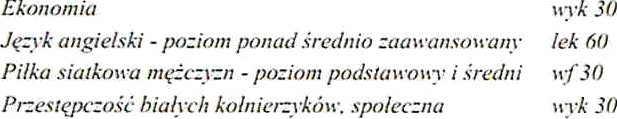 Ekonomia wyk 30
Język angielski - poziom ponad średnio zaawansowany lek 60
Piłka siatkowa mężczyzn - poziom podstawowy i średni wf 30
Przestępczość białych kołnierzyków, społeczna wyk 30